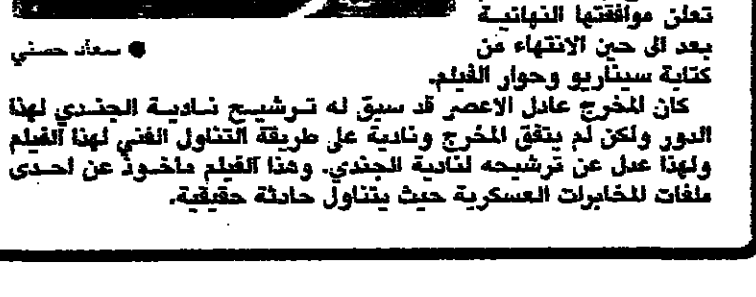 تعلن موافقتها النهائية
بعد الى حين الانتهاء من
● سعاد حسني
كتابة سيناريو وحوار الفيلم.
كان المخرج عادل الاعصر قد سبق له ترشيح نادية الجندي لهذا
الدور ولكن لم يتفق المخرج ونادية على طريقة التناول الفني لهذا الفيلم
ولهذا عدل عن ترشيحه لنادية الجندي. وهذا الفيلم ماخوذ عن احدى
ملفات المخابرات العسكرية حيث يتناول حادثة حقيقية.